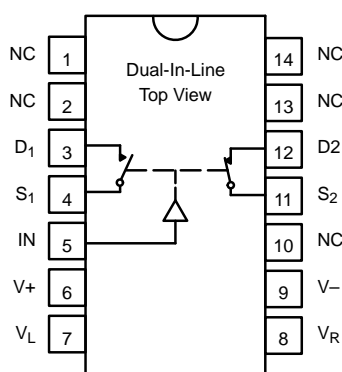 NC 1 14 NC
Dual-In-Line
Top View
NC 2 13 NC
D1 3 12 D2
S1 4 11 S2
IN 5 10 NC
V+ 6 9 V–
VL 7 8 VR